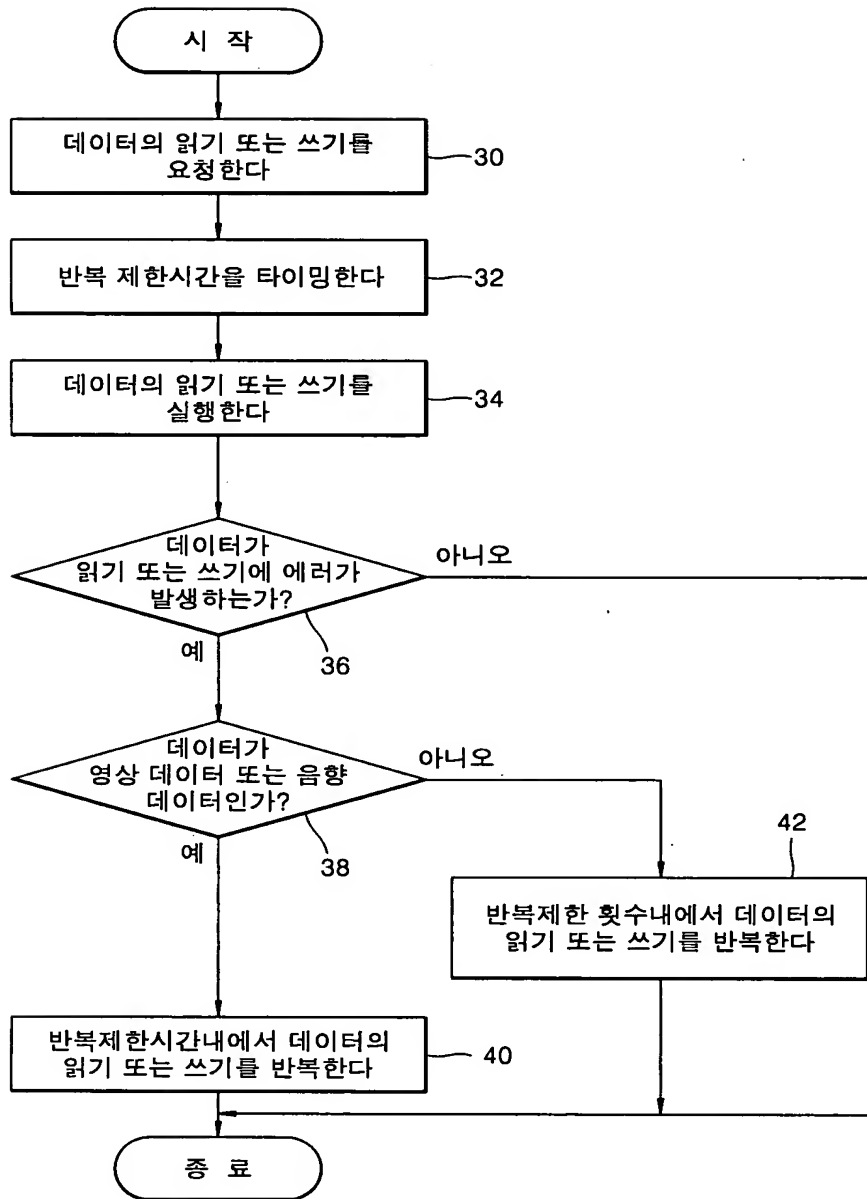 시 작
데이터의 읽기 또는 쓰기를
요청한다
30
반복 제한시간을 타이밍한다
32
데이터의 읽기 또는 쓰기를
실행한다
34
데이터가
읽기 또는 쓰기에 에러가
발생하는가?
아니오
36
예
데이터가
영상 데이터 또는 음향
데이터인가?
아니오
38
예
42
반복제한 횟수내에서 데이터의
읽기 또는 쓰기를 반복한다
반복제한시간내에서 데이터의
읽기 또는 쓰기를 반복한다
40
종 료